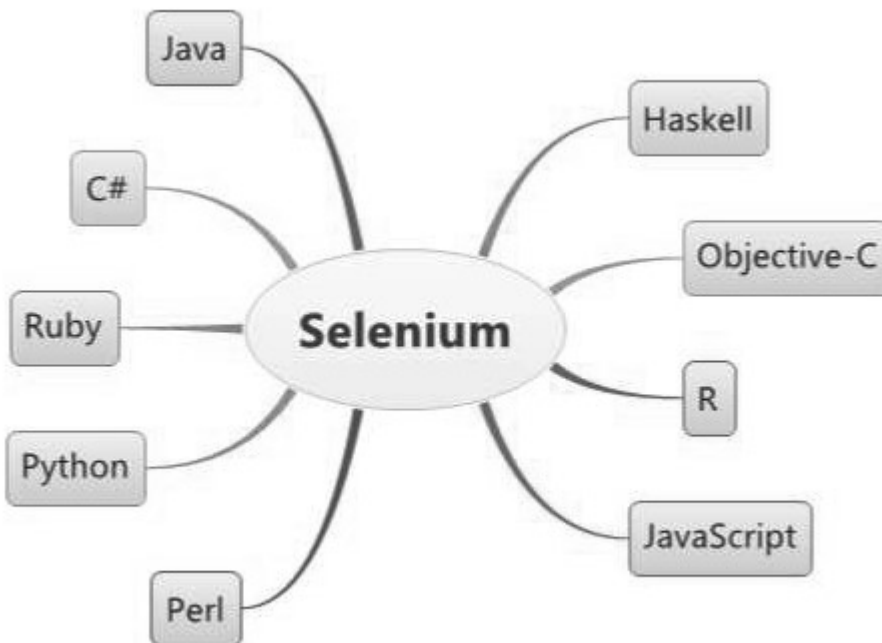 Java
Haskell
C#
Objective-C
Ruby
Selenium
R
Python
JavaScript
Perl